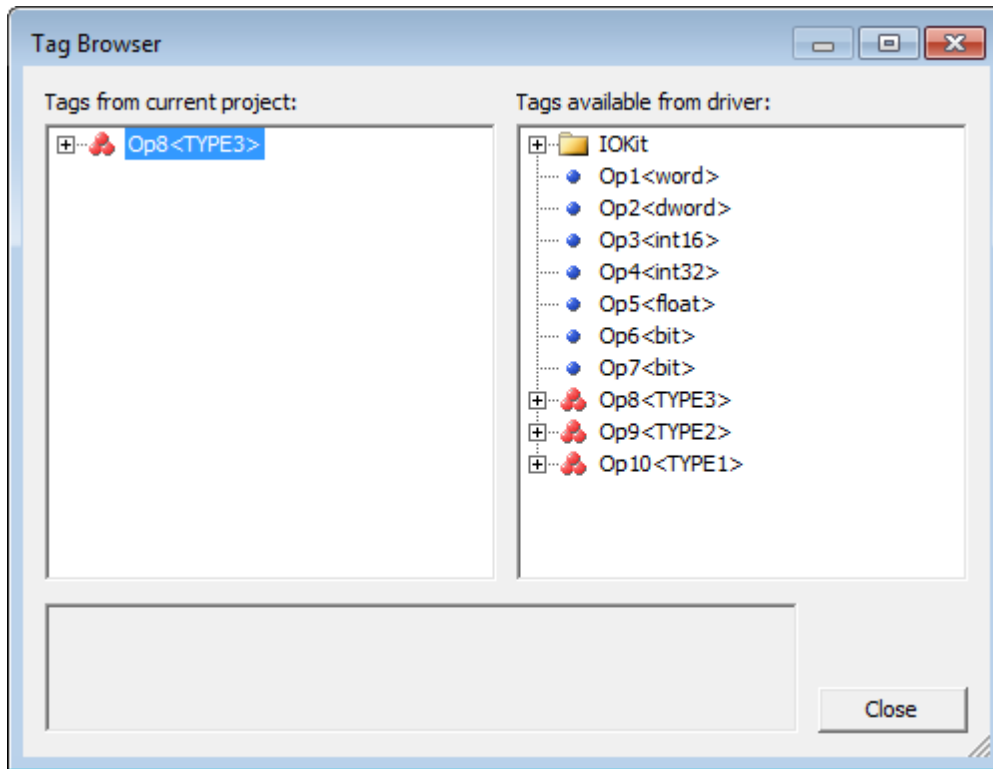 Tag Browser
Tags from current project:
Op8<TYPE3>
Tags available from driver:
IOKit
Op1<word>
Op2<dword>
Op3<int16>
Op4<int32>
Op5<float>
Op6<bit>
Op7<bit>
Op8<TYPE3>
Op9<TYPE2>
Op10<TYPE1>
Close